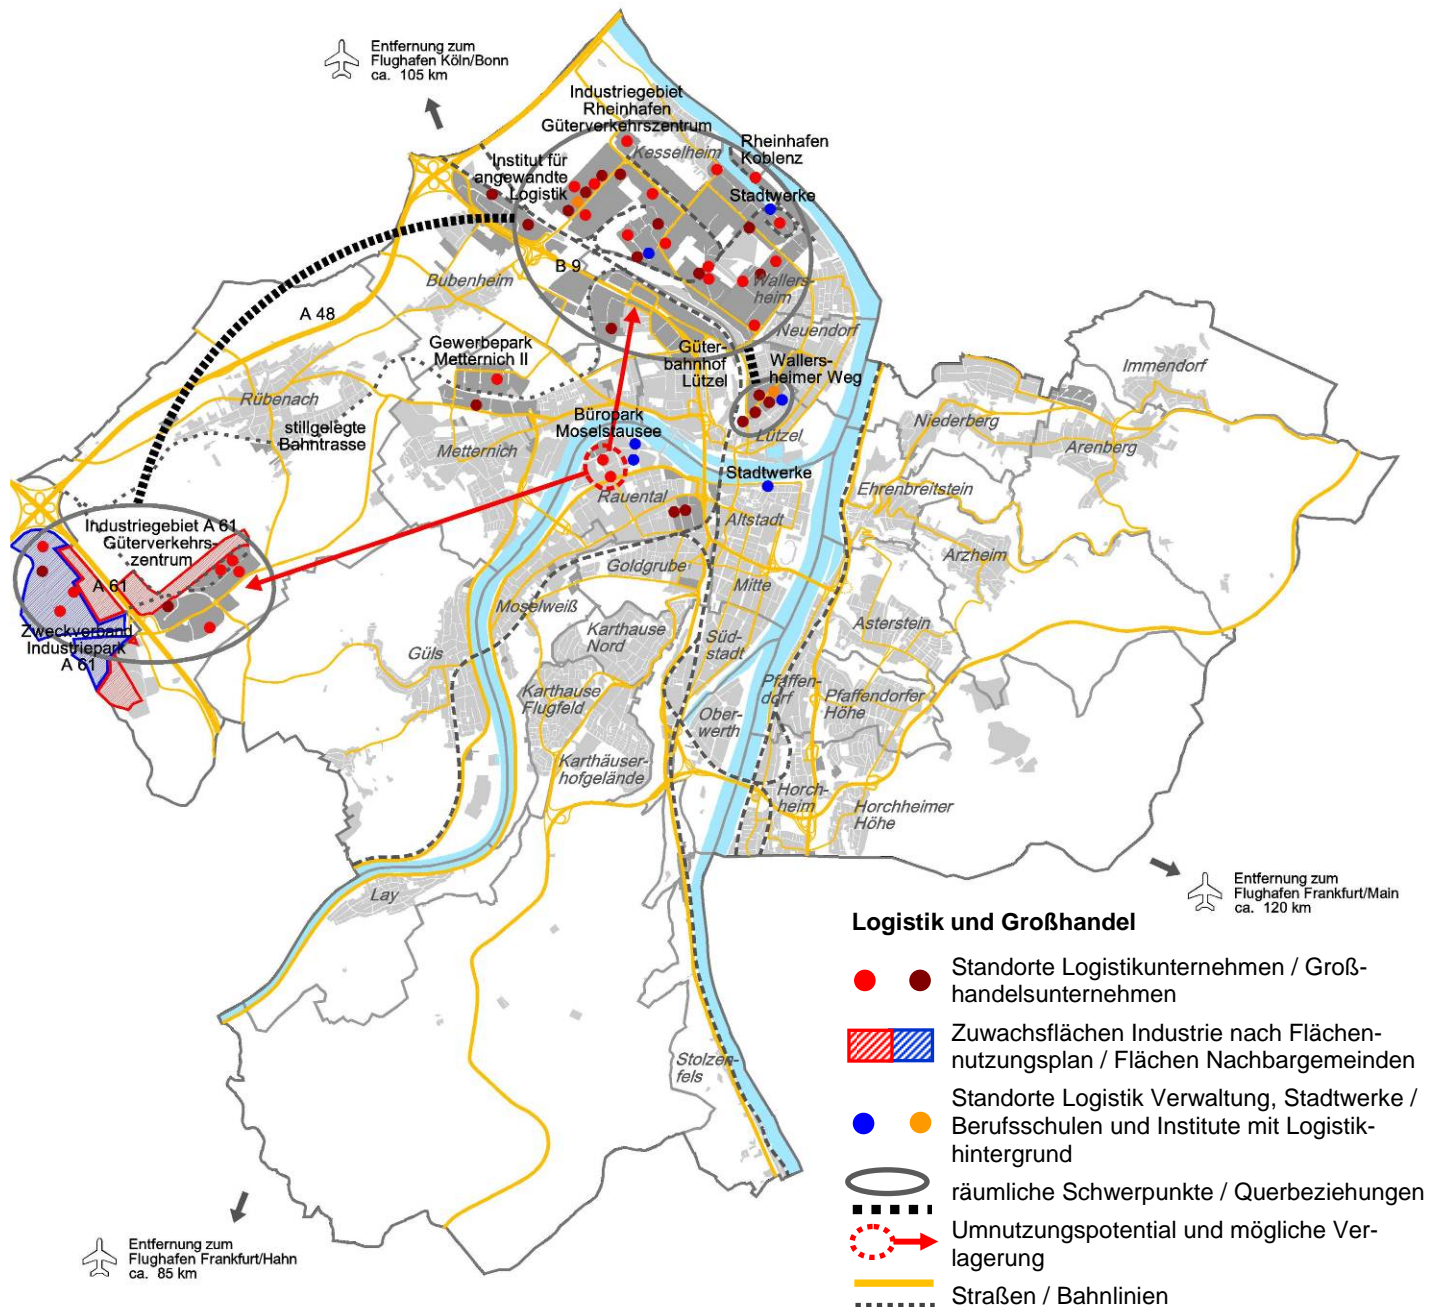 Entfernung zum
Flughafen Köln/Bonn
ca. 105 km
Industriegebiet
Rheinhafen
Güterverkehrszentrum
Kesselheim
Rheinhafen
Koblenz
Institut für
angewandte
Logistik
Stadtwerke
B 9
Bubenheim
Wallers-
heim
A 48
Neuendorf
Gewerbepark
Metternich II
Güter-
bahnhof
Lützel
Wallers-
heimer Weg
Immendorf
Rübenach
stillgelegte
Bahntrasse
Büropark
Moselstausee
Niederberg
Lützel
Arenberg
Metternich
Stadtwerke
Rauental
Ehrenbreitstein
Altstadt
Industriegebiet A 61
Güterverkehrs-
zentrum
A 61
Arzheim
Goldgrube
Mitte
Moselweiß
Zweckverband
Industriepark
A 61
Karthause
Nord
Süd-
stadt
Asterstein
Güls
Karthause
Flugfeld
Pfaffen-
dorf
Pfaffendorfer
Höhe
Ober-
werth
Karthäuser-
hofgelände
Horch-
heim
Horchheimer
Höhe
Lay
Entfernung zum
Flughafen Frankfurt/Main
ca. 120 km
Stolzen-
fels
Entfernung zum
Flughafen Frankfurt/Hahn
ca. 85 km
Logistik und Großhandel
Standorte Logistikunternehmen / Groß-
handelsunternehmen
Zuwachsflächen Industrie nach Flächen-
nutzungsplan / Flächen Nachbargemeinden
Standorte Logistik Verwaltung, Stadtwerke /
Berufsschulen und Institute mit Logistik-
hintergrund
räumliche Schwerpunkte / Querbeziehungen
Umnutzungspotential und mögliche Ver-
lagerung
Straßen / Bahnlinien